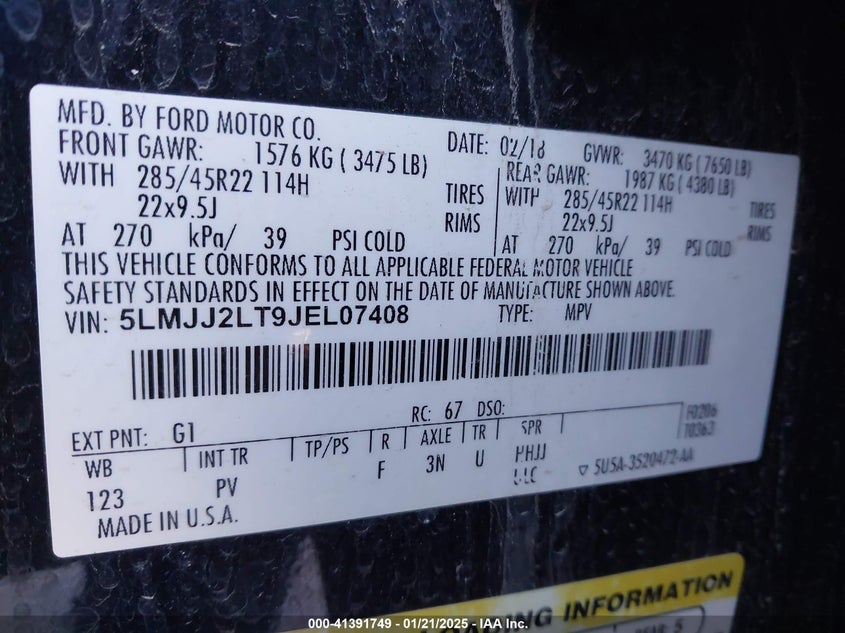 MFD. BY FORD MOTOR CO.
DATE: 02/18 GVWR: 3470 KG ( 7650 LB)
FRONT GAWR: 1576 KG ( 3475 LB)
REAR GAWR: 1987 KG ( 4380 LB)
WITH 285/45R22 114H TIRES
WITH 285/45R22 114H TIRES
22x9.5J RIMS
22x9.5J RIMS
AT 270 kPa/ 39 PSI COLD
AT 270 kPa/ 39 PSI COLD
THIS VEHICLE CONFORMS TO ALL APPLICABLE FEDERAL MOTOR VEHICLE
SAFETY STANDARDS IN EFFECT ON THE DATE OF MANUFACTURE SHOWN ABOVE.
VIN: 5LMJJ2LT9JEL07408 TYPE: MPV
RC: 67 DSO: F0206
EXT PNT: G1 T0362
WB INT TR TP/PS R AXLE TR SPR
123 PV F 3N U
5U5A-3520472-AA
MADE IN U.S.A.
LOADING INFORMATION
000-41391749 — 01/21/2025 — IAA Inc.